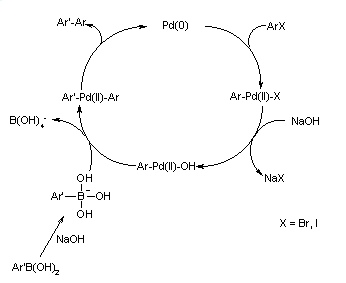 Ar'-Ar
Pd(0)
ArX
Ar'-Pd(II)-Ar
Ar-Pd(II)-X
B(OH)₄⁻
NaOH
Ar-Pd(II)-OH
NaX
OH
Ar'—B⁻—OH
OH
X = Br, I
NaOH
Ar'B(OH)₂